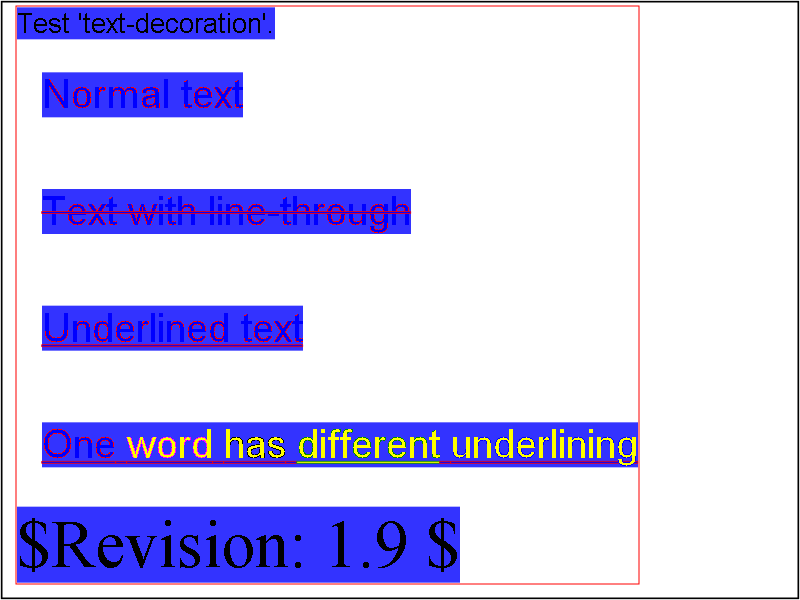 Test 'text-decoration'.
Normal text
Text with line-through
Underlined text
One word has different underlining
$Revision: 1.9 $